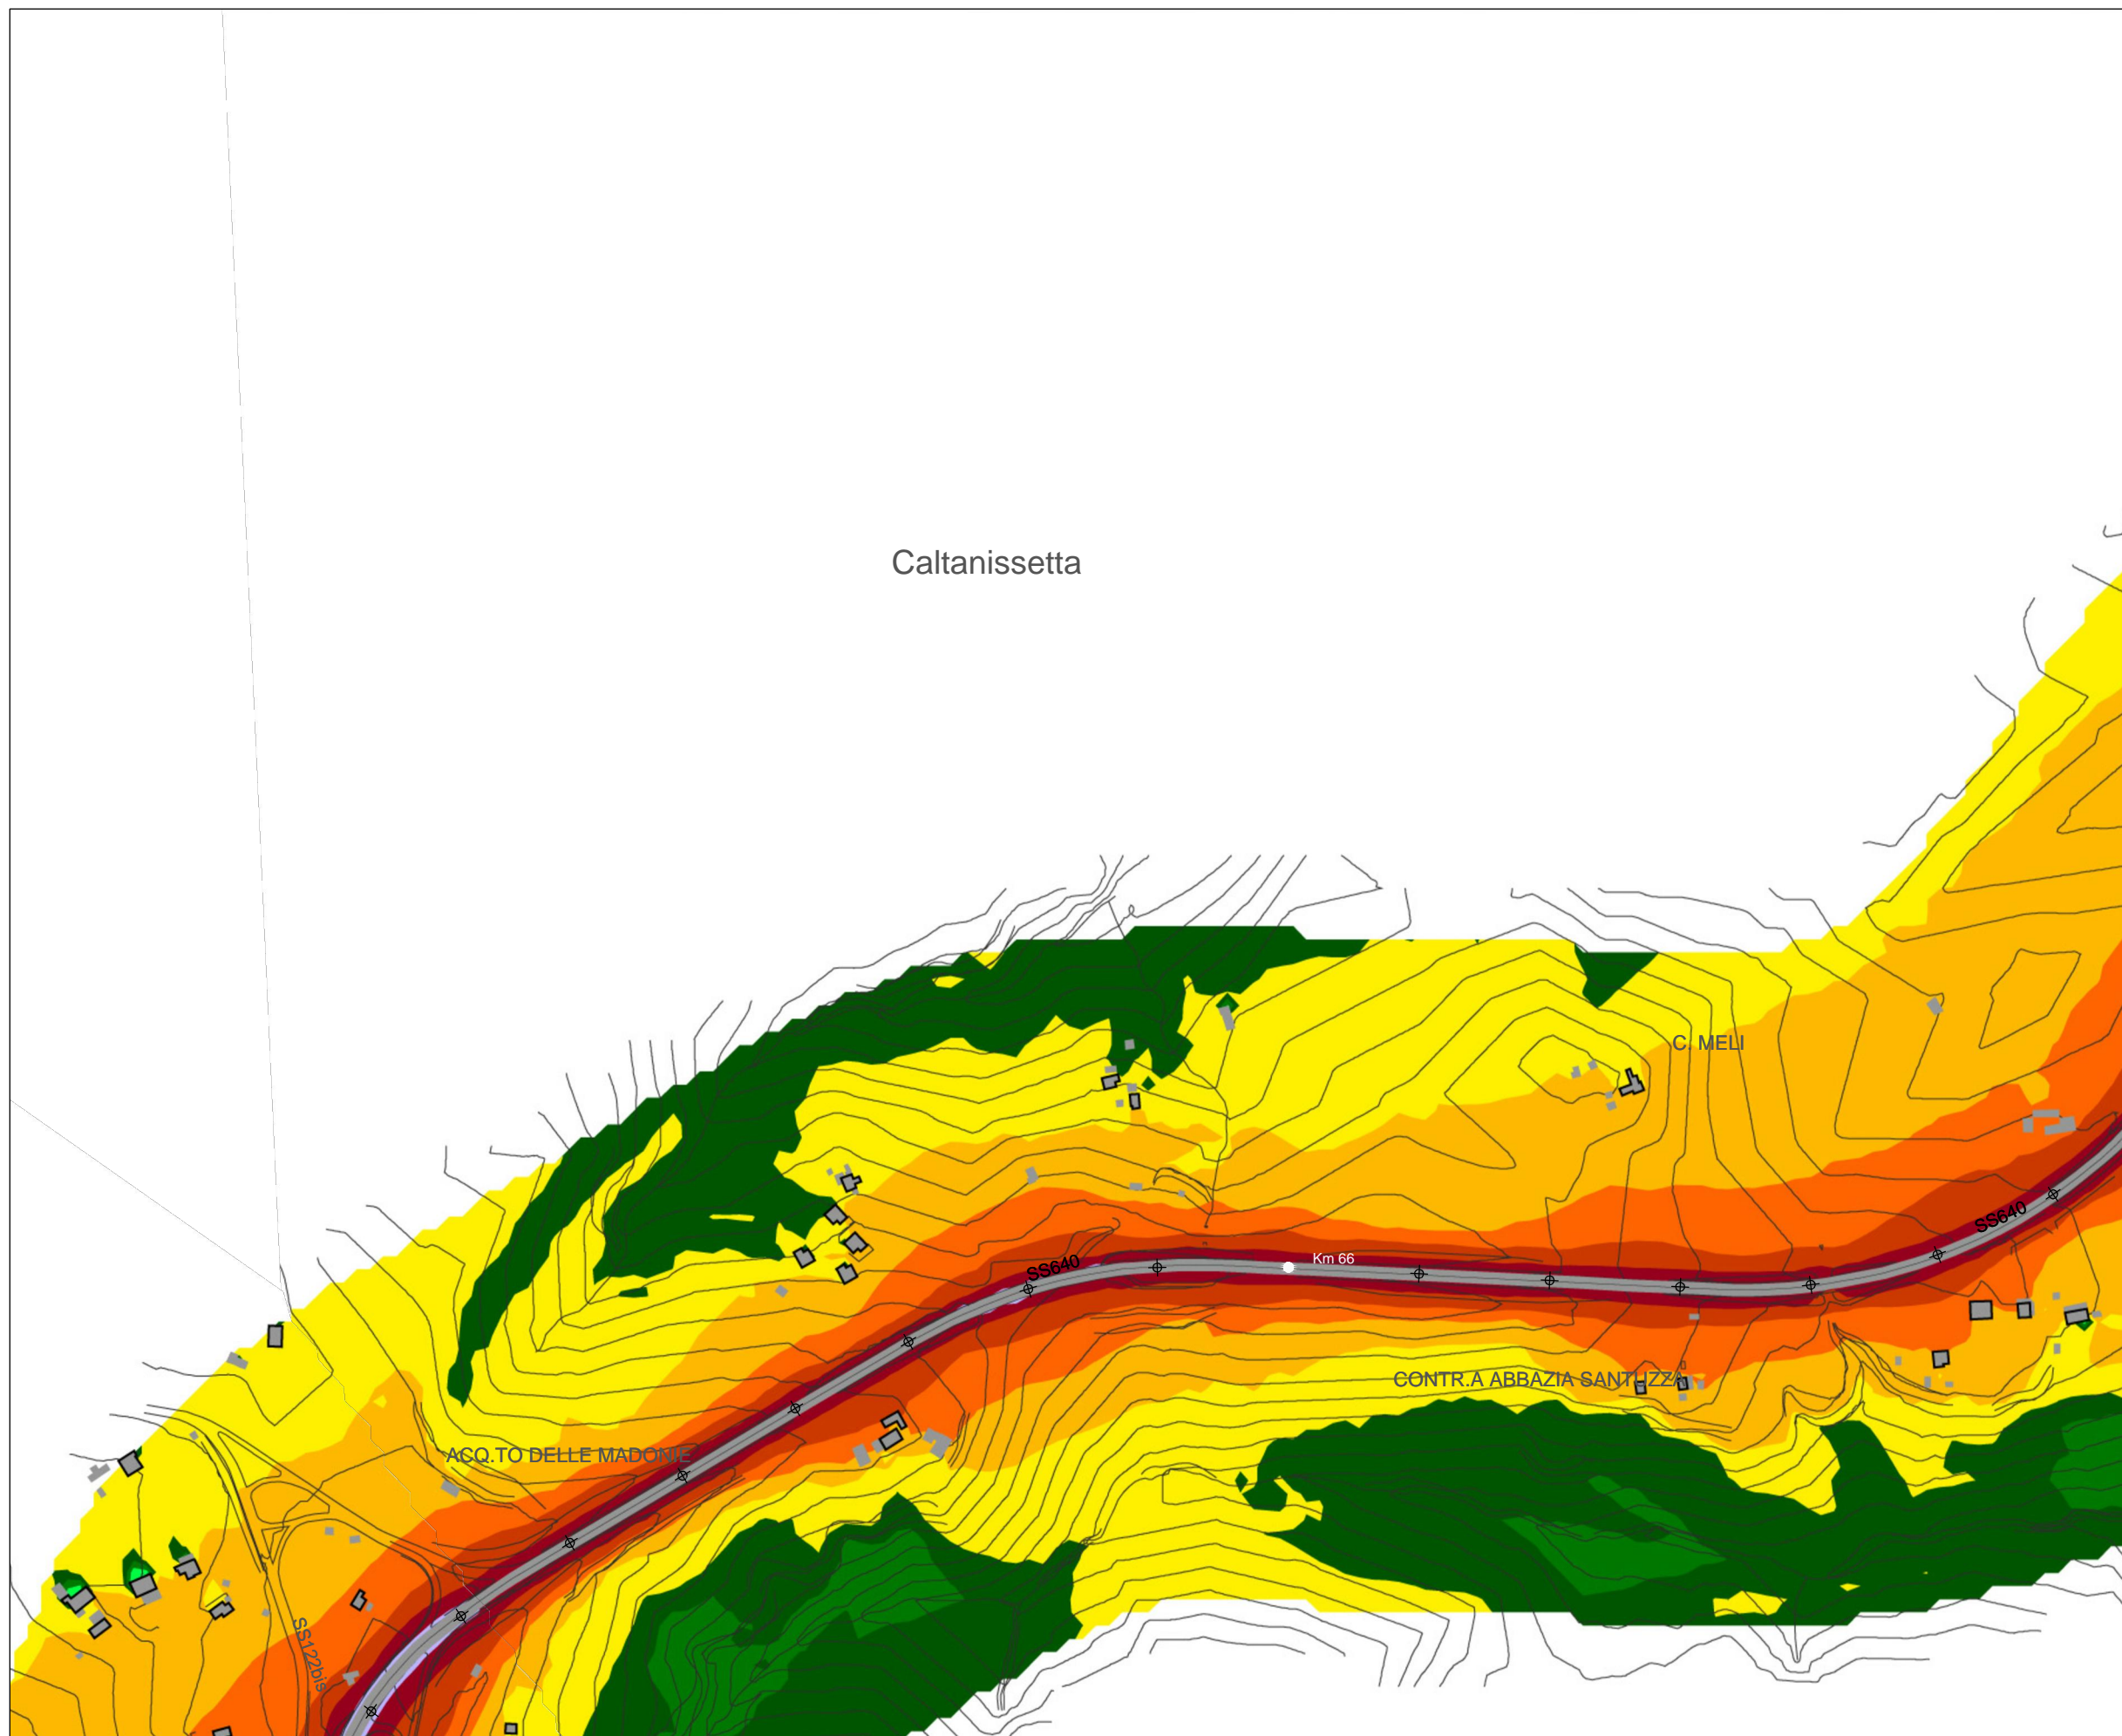 Caltanissetta
C. MELI
SS640
SS640
Km 66
CONTR.A ABBAZIA SANTUZZA
ACQ.TO DELLE MADONIE
SS122bis